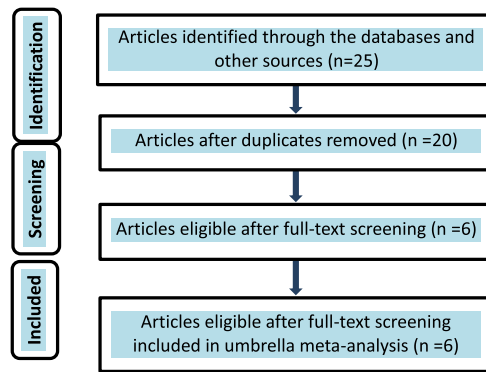 Identification
Articles identified through the databases and
other sources (n=25)
Articles after duplicates removed (n =20)
Screening
Articles eligible after full-text screening (n =6)
Included
Articles eligible after full-text screening
included in umbrella meta-analysis (n =6)